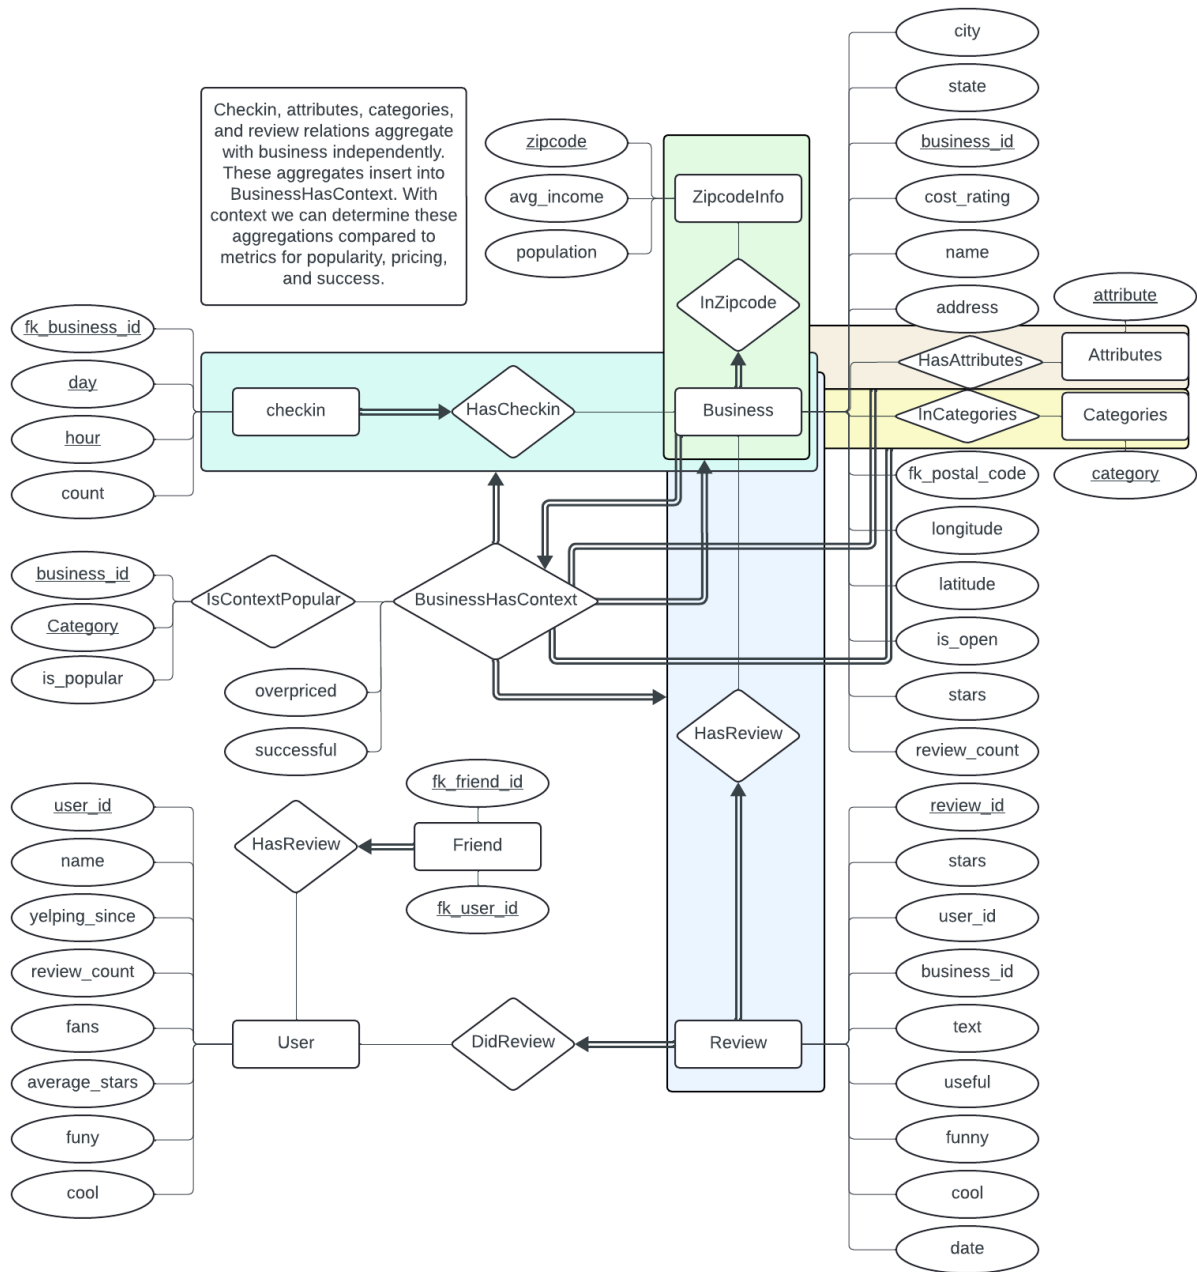 city
state
business_id
cost_rating
name
address
Checkin, attributes, categories,
and review relations aggregate
with business independently.
These aggregates insert into
BusinessHasContext. With
context we can determine these
aggregations compared to
metrics for popularity, pricing,
and success.
zipcode
avg_income
population
ZipcodeInfo
InZipcode
attribute
HasAttributes
Attributes
InCategories
Categories
category
fk_business_id
day
hour
count
checkin
HasCheckin
Business
fk_postal_code
longitude
latitude
is_open
stars
review_count
business_id
Category
is_popular
IsContextPopular
BusinessHasContext
overpriced
successful
HasReview
fk_friend_id
Friend
fk_user_id
HasReview
user_id
name
yelping_since
review_count
fans
average_stars
funy
cool
User
DidReview
Review
review_id
stars
user_id
business_id
text
useful
funny
cool
date